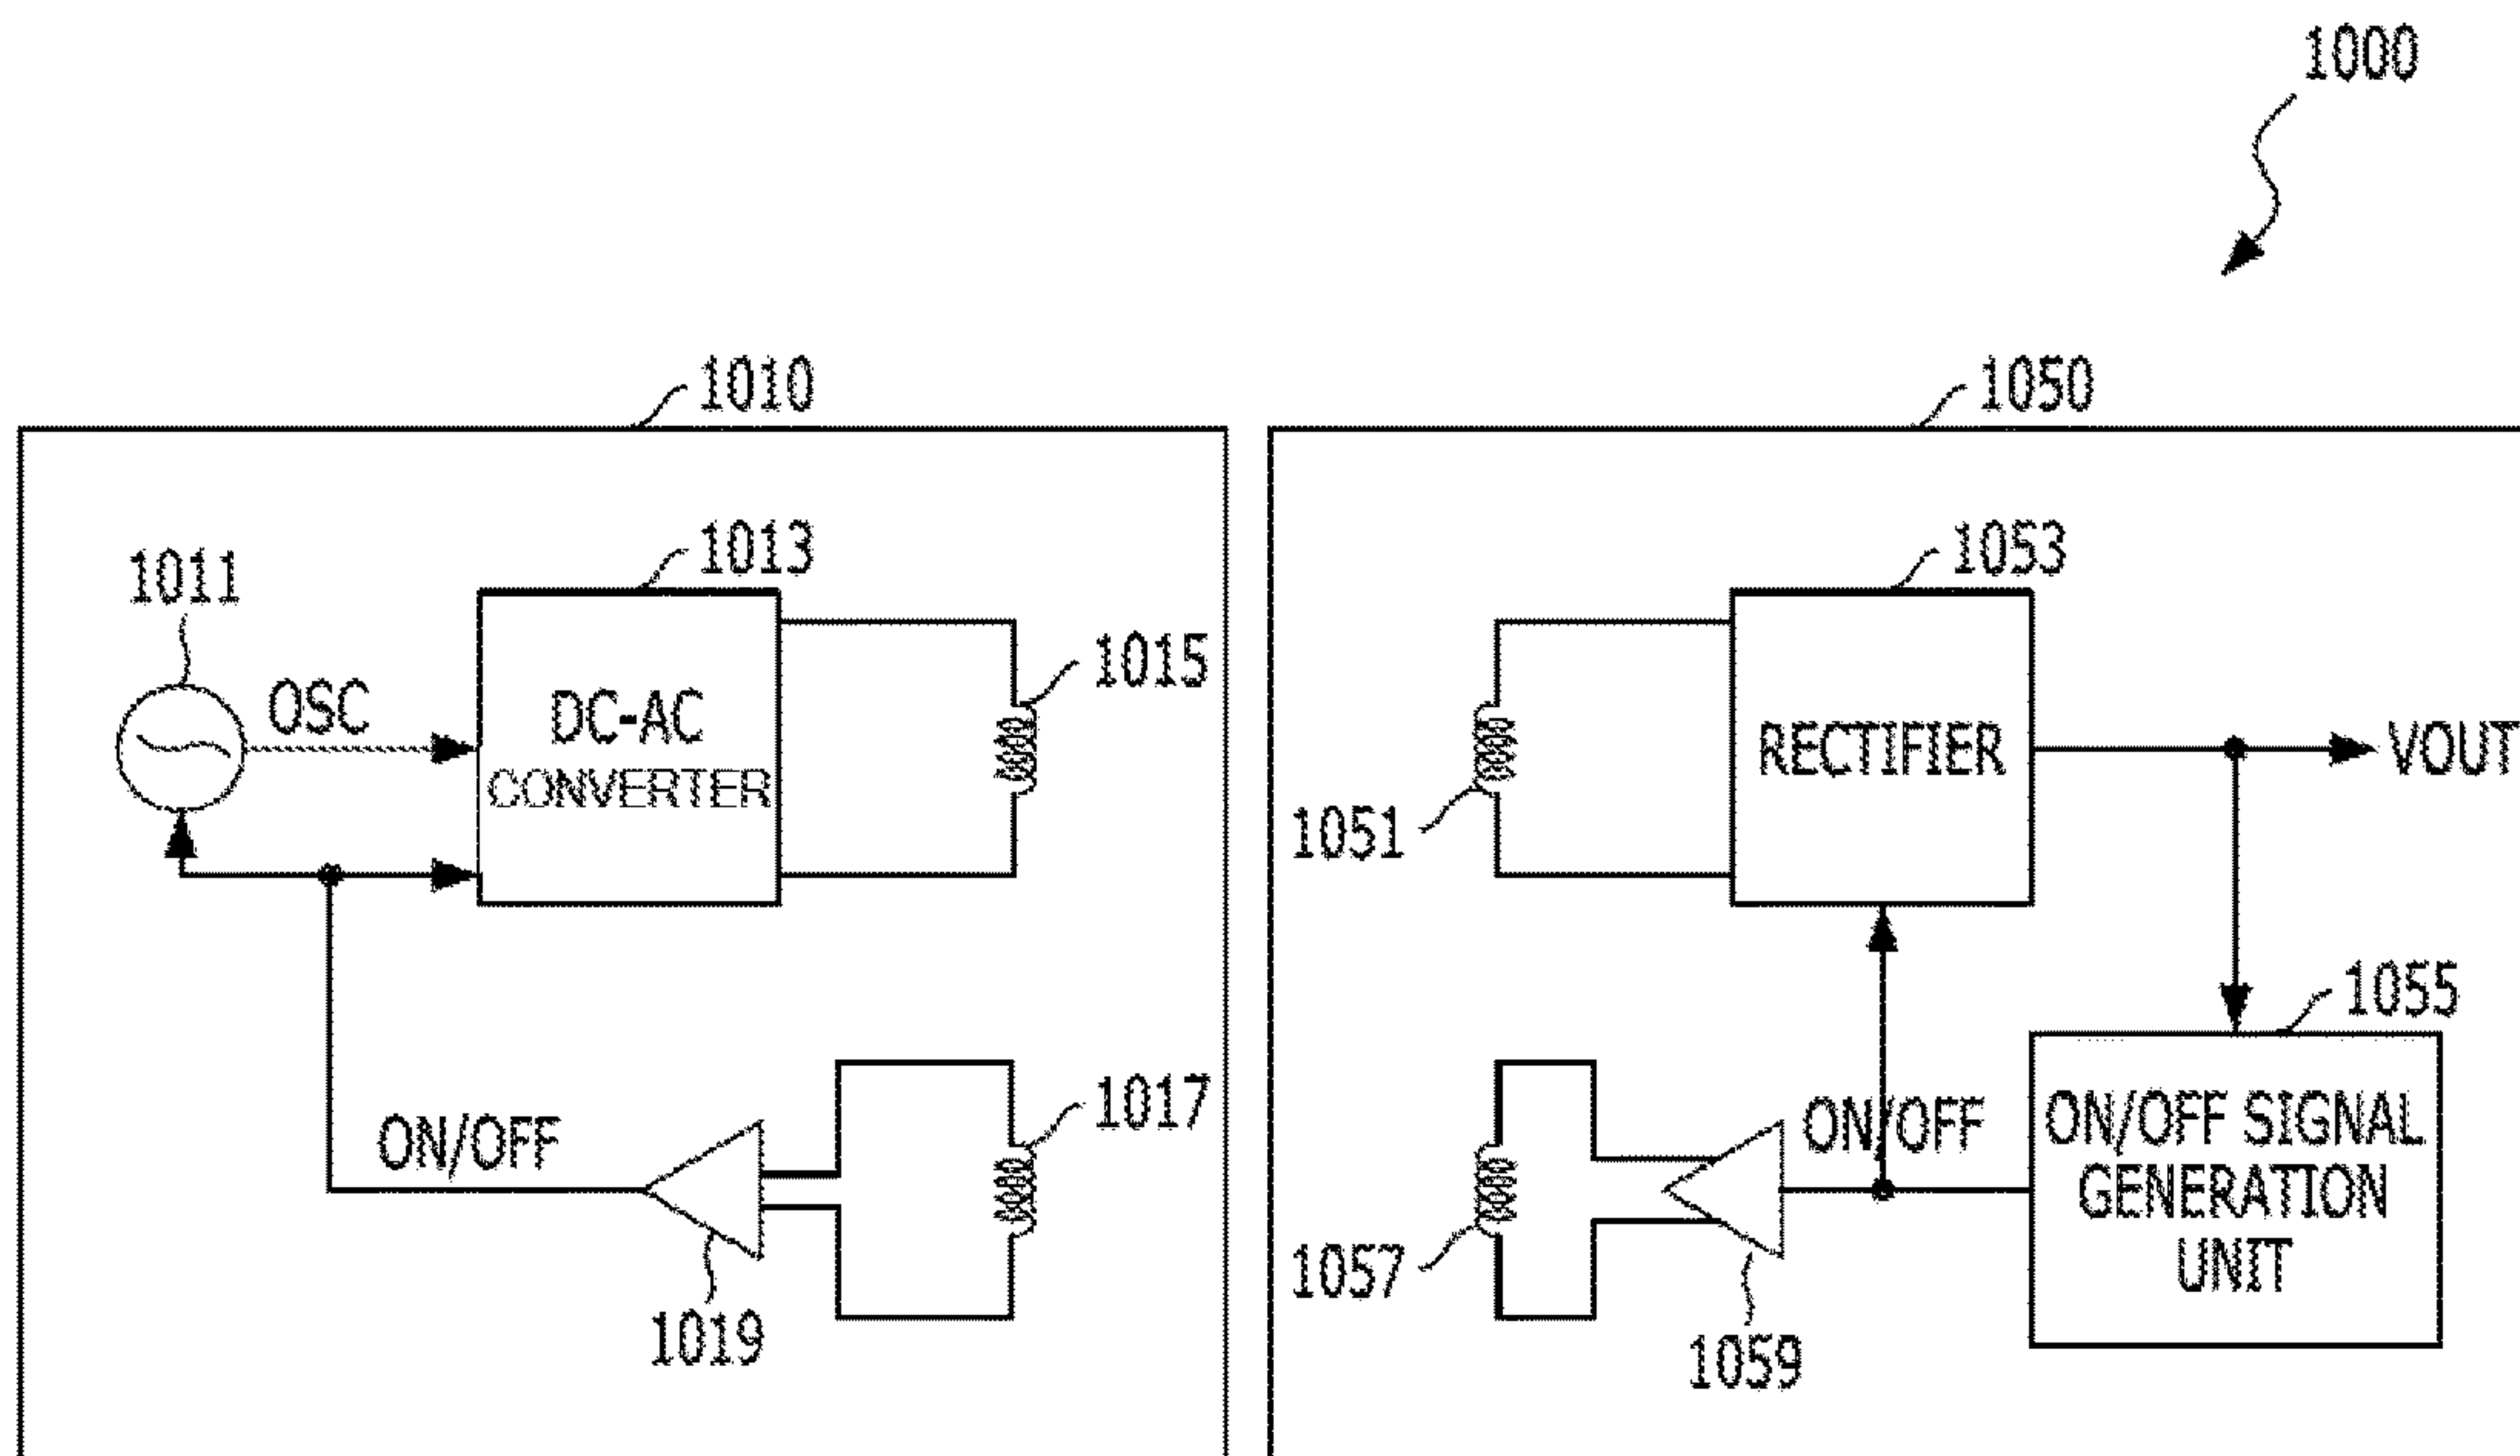 1000
1010
1050
1013
1053
1011
1015
OSC
DC-AC
CONVERTER
RECTIFIER
VOUT
1051
1055
1017
ON/OFF
ON/OFF
ON/OFF SIGNAL
GENERATION
UNIT
1057
1019
1059